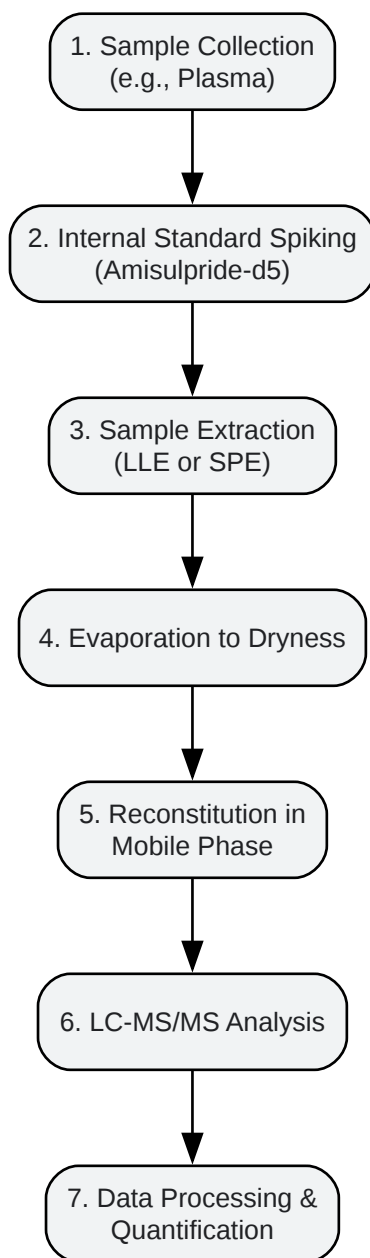 1. Sample Collection
(e.g., Plasma)
2. Internal Standard Spiking
(Amisulpride-d5)
3. Sample Extraction
(LLE or SPE)
4. Evaporation to Dryness
5. Reconstitution in
Mobile Phase
6. LC-MS/MS Analysis
7. Data Processing &
Quantification